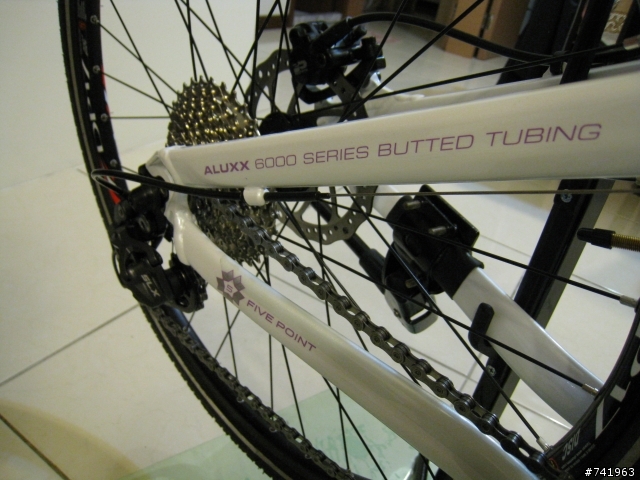 ALUXX 6000 SERIES BUTTED TUBING
FIVE POINT
#741963